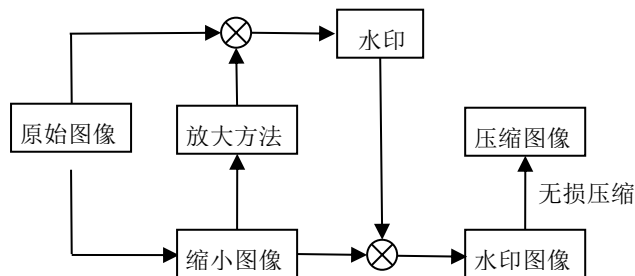 水印
原始图像
放大方法
压缩图像
无损压缩
缩小图像
水印图像